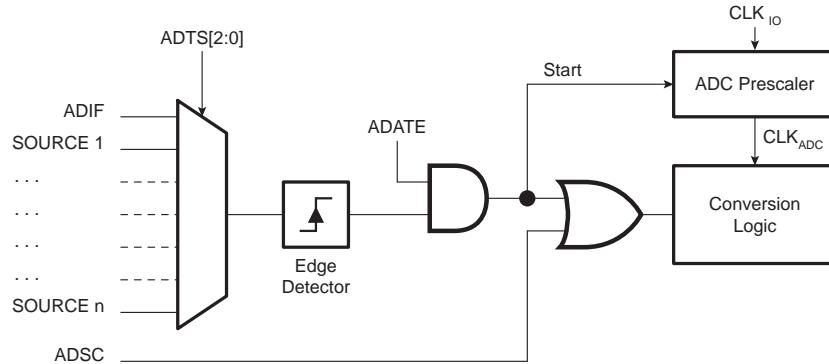 CLK IO
ADTS[2:0]
Start
ADC Prescaler
ADIF
ADATE
SOURCE 1
CLK ADC
. . .
. . .
Conversion
Logic
. . .
Edge
Detector
. . .
SOURCE n
ADSC